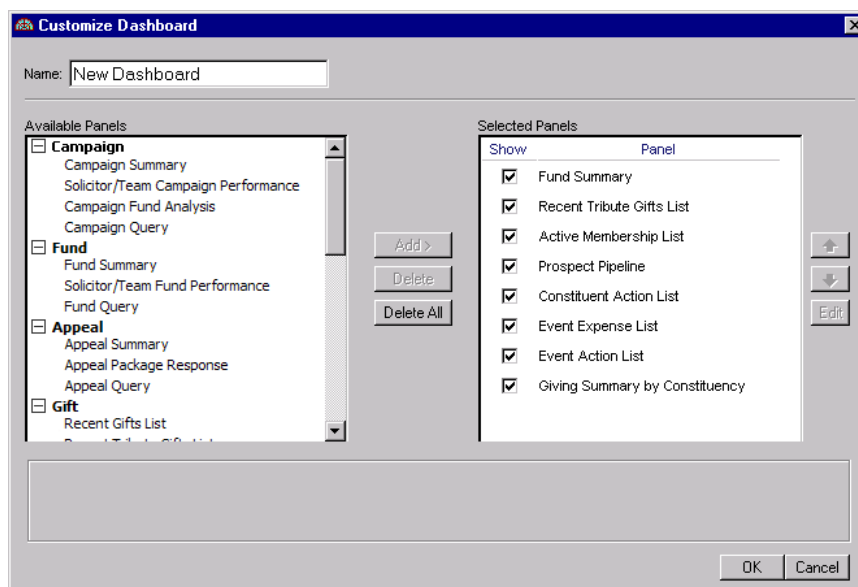 Customize Dashboard
Name: New Dashboard
Available Panels
Campaign
Campaign Summary
Solicitor/Team Campaign Performance
Campaign Fund Analysis
Campaign Query
Fund
Fund Summary
Solicitor/Team Fund Performance
Fund Query
Appeal
Appeal Summary
Appeal Package Response
Appeal Query
Gift
Recent Gifts List
Add >
Delete
Delete All
Selected Panels
Show Panel
Fund Summary
Recent Tribute Gifts List
Active Membership List
Prospect Pipeline
Constituent Action List
Event Expense List
Event Action List
Giving Summary by Constituency
Edit
OK Cancel